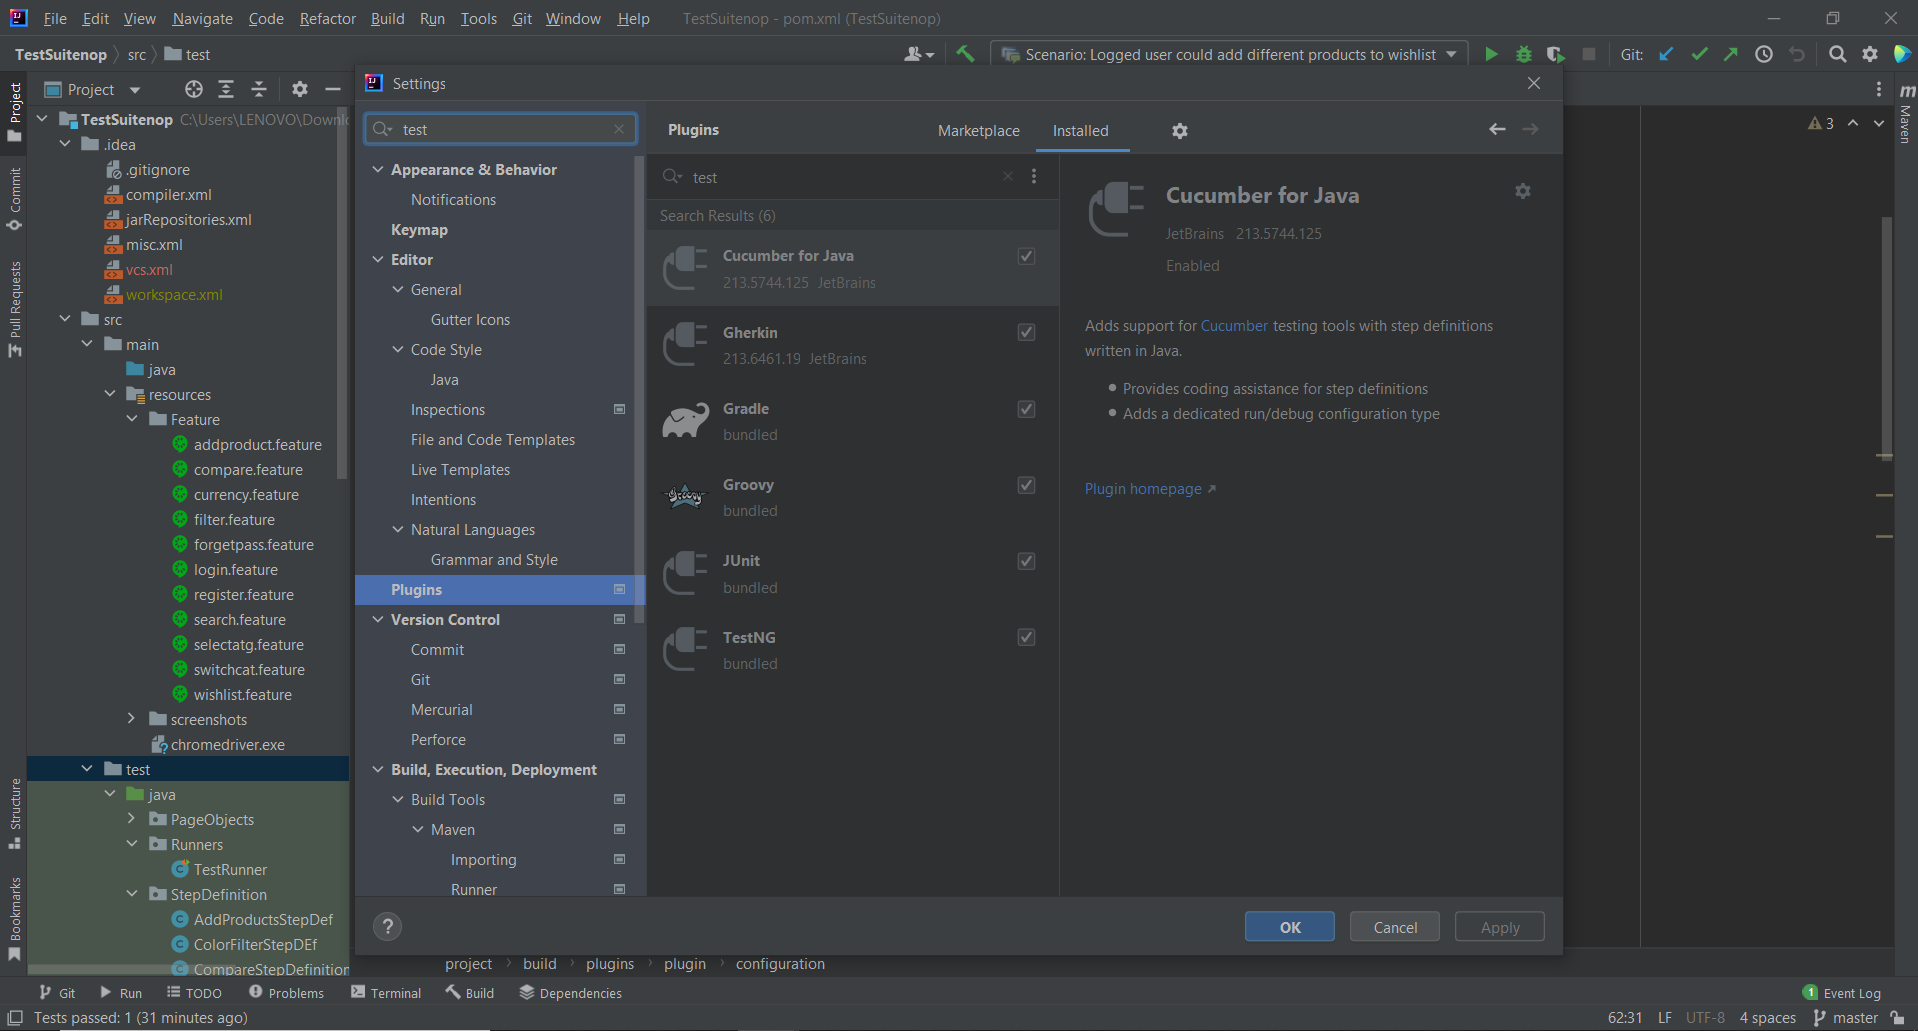 File Edit View Navigate Code Refactor Build Run Tools Git Window Help TestSuitenop - pom.xml (TestSuitenop)
TestSuitenop src test
Scenario: Logged user could add different products to wishlist
Git:
Project
Commit
Pull Requests
Structure
Bookmarks
Project
TestSuitenop C:\Users\LENOVO\Downlo
.idea
.gitignore
compiler.xml
jarRepositories.xml
misc.xml
vcs.xml
workspace.xml
src
main
java
resources
Feature
addproduct.feature
compare.feature
currency.feature
filter.feature
forgetpass.feature
login.feature
register.feature
search.feature
selectatg.feature
switchcat.feature
wishlist.feature
screenshots
chromedriver.exe
test
java
PageObjects
Runners
TestRunner
StepDefinition
AddProductsStepDef
ColorFilterStepDEf
CompareStepDefinition
Settings
test
Appearance & Behavior
Notifications
Keymap
Editor
General
Gutter Icons
Code Style
Java
Inspections
File and Code Templates
Live Templates
Intentions
Natural Languages
Grammar and Style
Plugins
Version Control
Commit
Git
Mercurial
Perforce
Build, Execution, Deployment
Build Tools
Maven
Importing
Runner
Plugins Marketplace Installed
test
Search Results (6)
Cucumber for Java
213.5744.125 JetBrains
Gherkin
213.6461.19 JetBrains
Gradle
bundled
Groovy
bundled
JUnit
bundled
TestNG
bundled
Cucumber for Java
JetBrains 213.5744.125
Enabled
Adds support for Cucumber testing tools with step definitions
written in Java.
Provides coding assistance for step definitions
Adds a dedicated run/debug configuration type
Plugin homepage
? OK Cancel Apply
3
m
Maven
project build plugins plugin configuration
Git Run TODO Problems Terminal Build Dependencies 1 Event Log
Tests passed: 1 (31 minutes ago) 62:31 LF UTF-8 4 spaces master